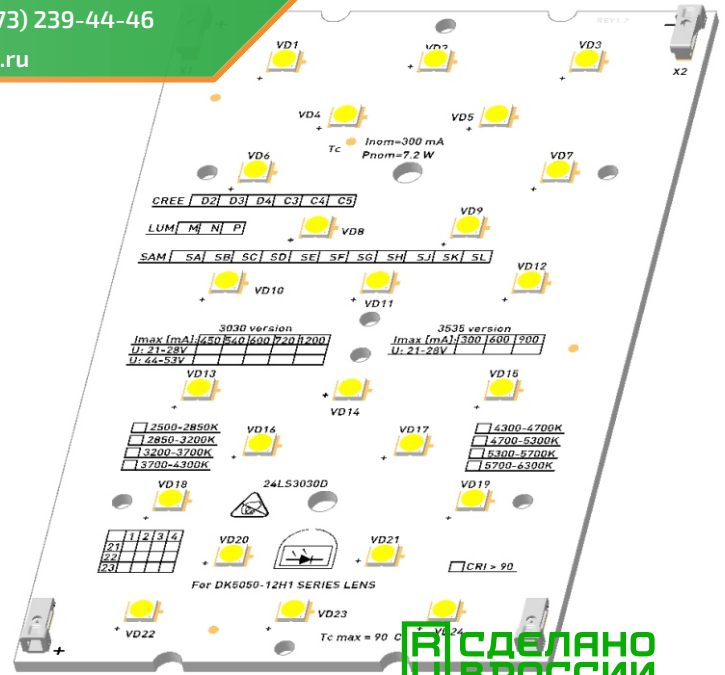 73) 239-44-46
.ru
REV1.2
X2
VD1
VD2
VD3
VD4
VD5
Tc
Inom=300 mA
Pnom=7.2 W
VD6
VD7
CREE D2 D3 D4 C3 C4 C5
LUM M N P
VD8
VD9
SAM SA SB SC SD SE SF SG SH SJ SK SL
VD10
VD11
VD12
3030 version
Imax [mA]: 450 540 600 720 1200
U: 21-28V
U: 44-53V
3535 version
Imax [mA]: 300 600 900
U: 21-28V
VD13
VD14
VD15
2500-2850K
2850-3200K
3200-3700K
3700-4300K
VD16
VD17
4300-4700K
4700-5300K
5300-5700K
5700-6300K
VD18
24LS3030D
VD19
1 2 3 4
21
22
23
VD20
VD21
CRI > 90
For DK5050-12H1 SERIES LENS
VD22
VD23
VD24
Tc max = 90 C
+
СДЕЛАНО
В РОССИИ